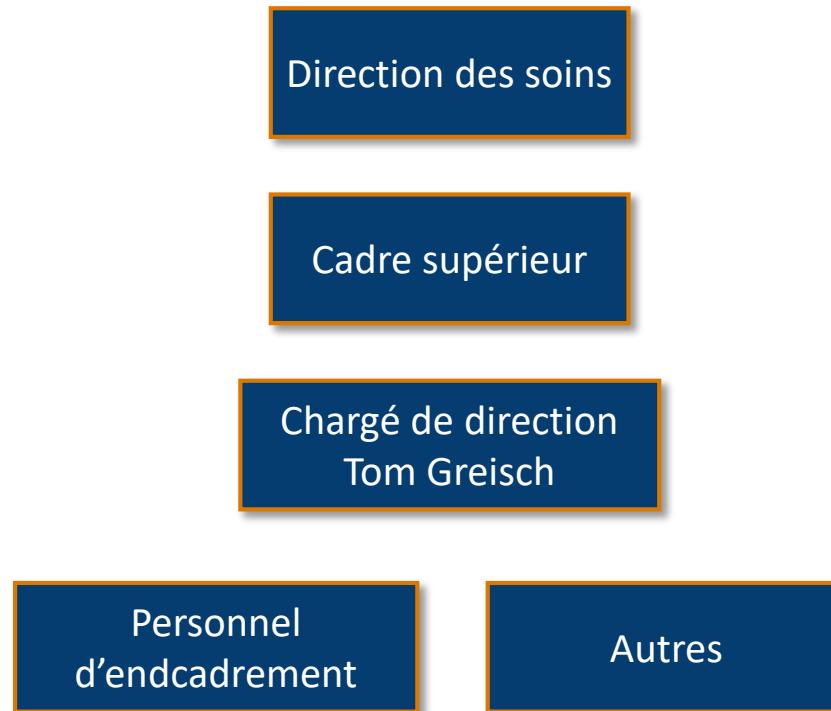 Direction des soins
Cadre supérieur
Chargé de direction
Tom Greisch
Personnel
d’endcadrement
Autres